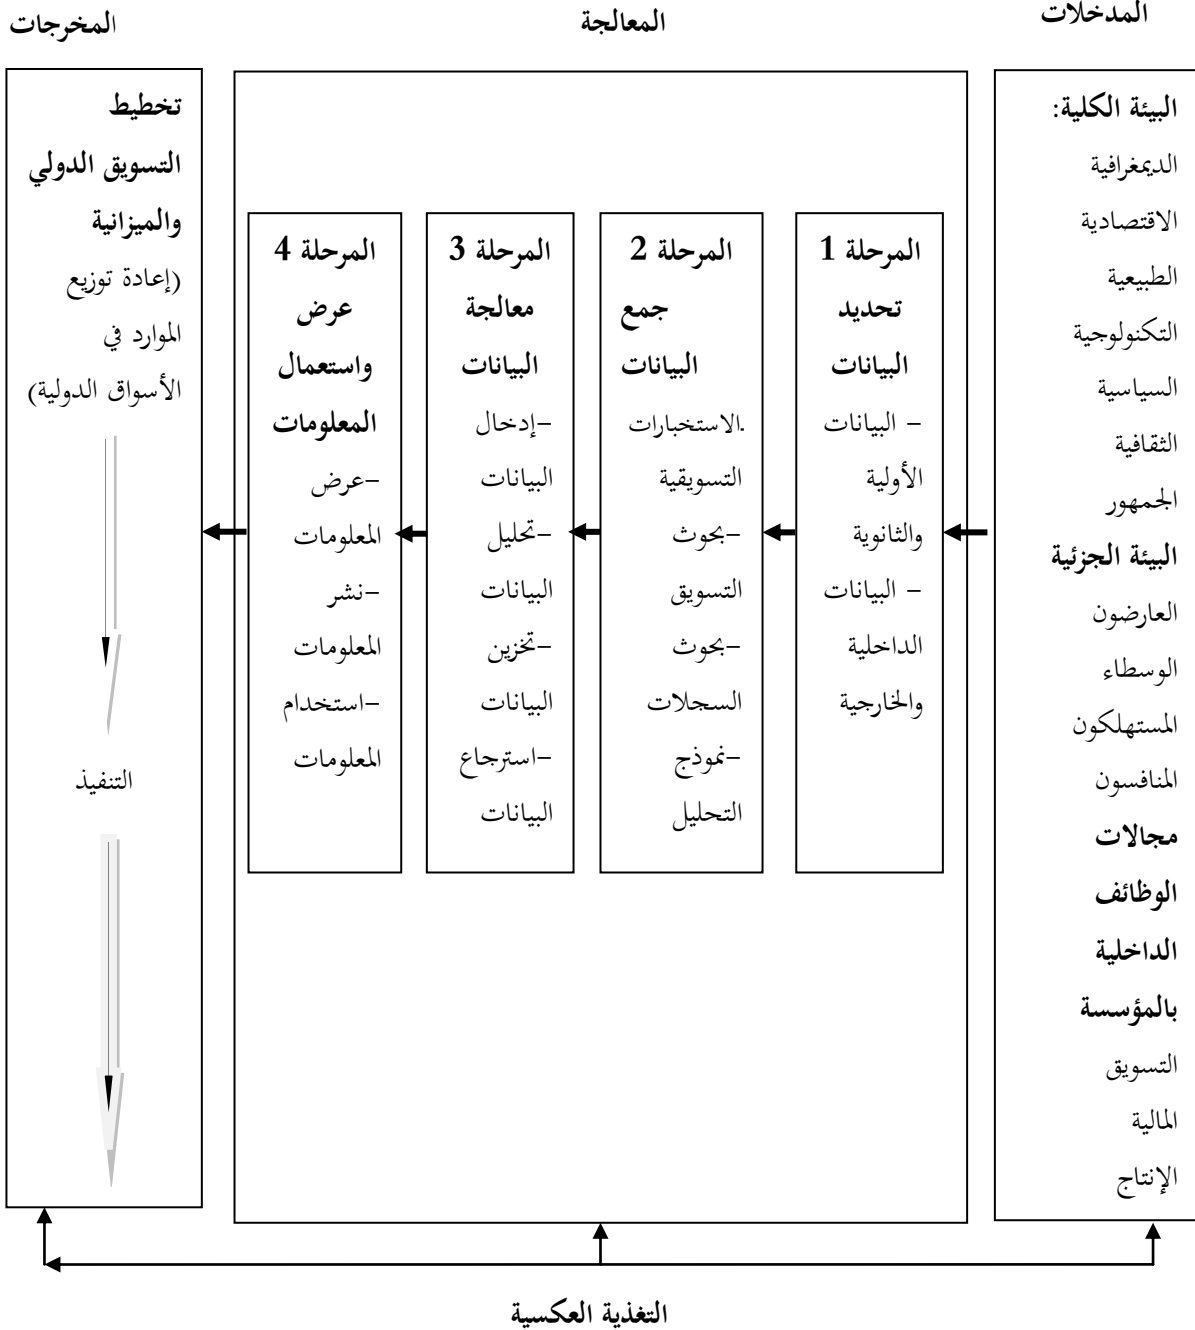 المدخلات
المعالجة
المخرجات
البيئة الكلية:
الديمغرافية
الاقتصادية
الطبيعية
التكنولوجية
السياسية
الثقافية
الجمهور
البيئة الجزئية
العارضون
الوسطاء
المستهلكون
المنافسون
مجالات
الوظائف
الداخلية
بالمؤسسة
التسويق
المالية
الإنتاج
المرحلة 1
تحديد
البيانات
- البيانات
الأولية
والثانوية
- البيانات
الداخلية
والخارجية
المرحلة 2
جمع
البيانات
.الاستخبارات
التسويقية
-بحوث
التسويق
-بحوث
السجلات
-نموذج
التحليل
المرحلة 3
معالجة
البيانات
-إدخال
البيانات
-تحليل
البيانات
-تخزين
البيانات
-استرجاع
البيانات
المرحلة 4
عرض
واستعمال
المعلومات
-عرض
المعلومات
-نشر
المعلومات
-استخدام
المعلومات
تخطيط
التسويق الدولي
والميزانية
(إعادة توزيع
الموارد في
الأسواق الدولية)
التنفيذ
التغذية العكسية